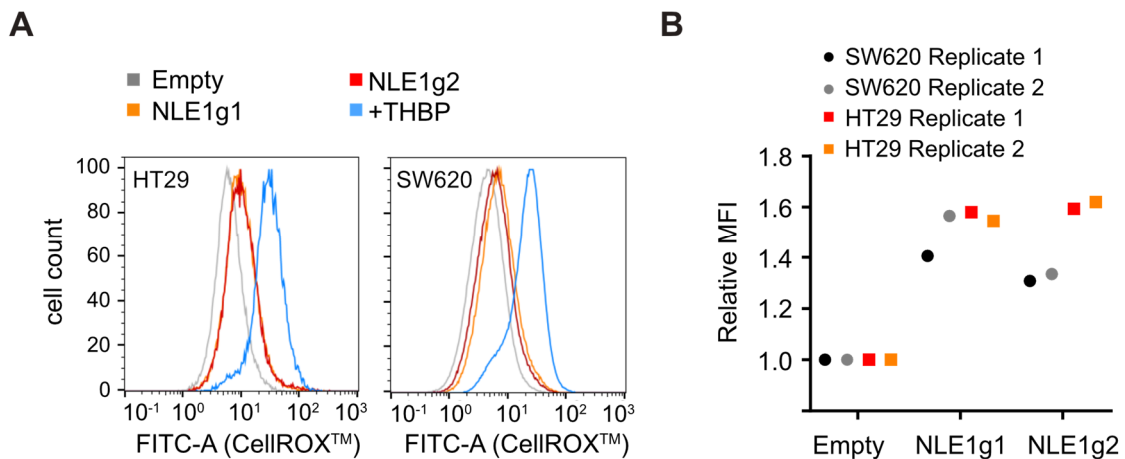 A
Empty
NLE1g1
NLE1g2
+THBP
HT29
SW620
cell count
100
80
60
40
20
0
10⁻¹ 10⁰ 10¹ 10² 10³
FITC-A (CellROX™)
10⁻¹ 10⁰ 10¹ 10² 10³
FITC-A (CellROX™)
B
SW620 Replicate 1
SW620 Replicate 2
HT29 Replicate 1
HT29 Replicate 2
Relative MFI
1.8
1.6
1.4
1.2
1.0
Empty NLE1g1 NLE1g2